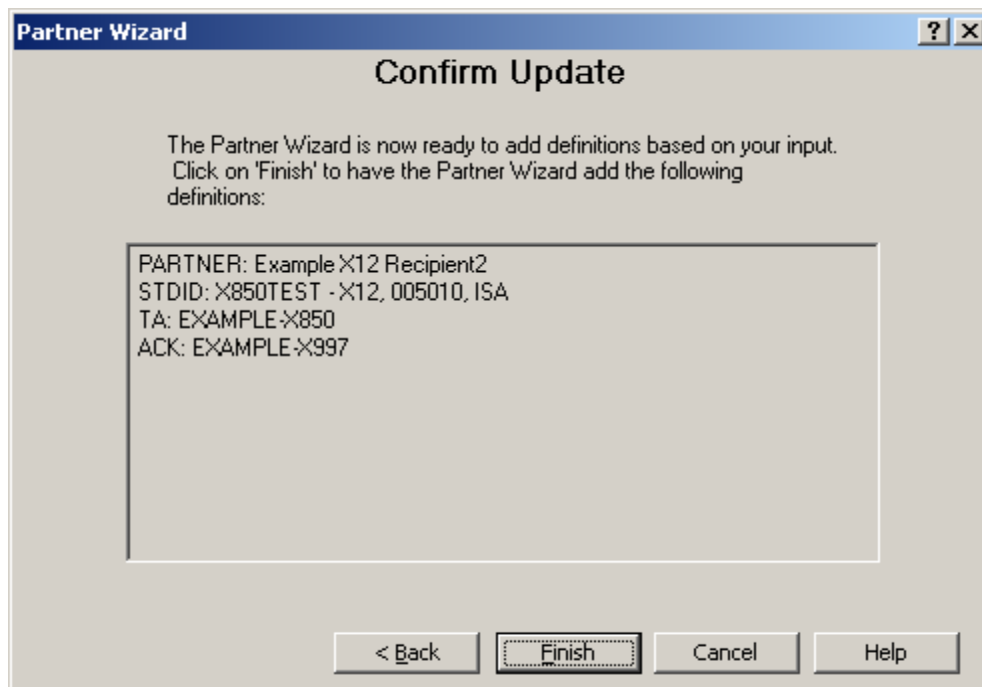 Partner Wizard
Confirm Update
The Partner Wizard is now ready to add definitions based on your input.
Click on 'Finish' to have the Partner Wizard add the following
definitions:
PARTNER: Example X12 Recipient2
STDID: X850TEST - X12, 005010, ISA
TA: EXAMPLE-X850
ACK: EXAMPLE-X997
< Back Finish Cancel Help